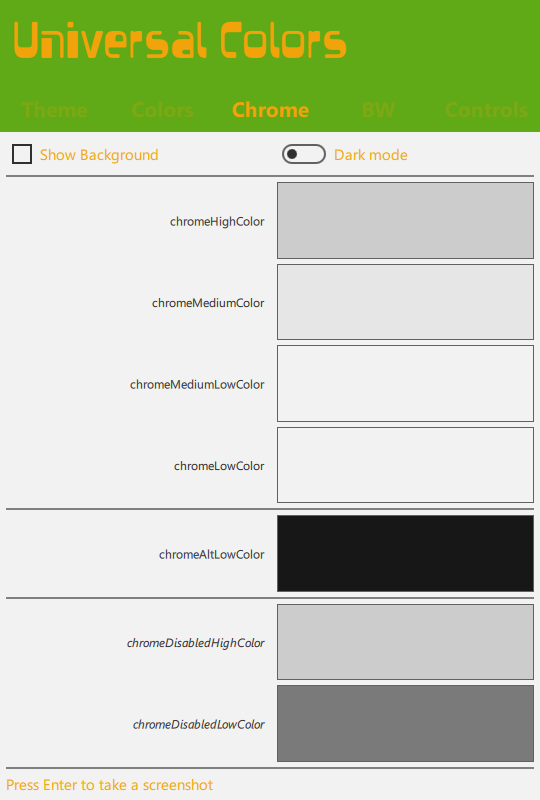 Universal Colors
Theme Colors Chrome BW Controls
Show Background Dark mode
chromeHighColor
chromeMediumColor
chromeMediumLowColor
chromeLowColor
chromeAltLowColor
chromeDisabledHighColor
chromeDisabledLowColor
Press Enter to take a screenshot